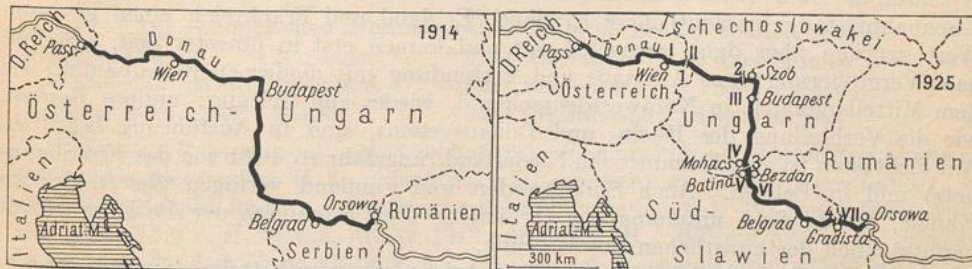 D.Reich
Pass.
Donau
Wien
1914
Österreich-Ungarn
Budapest
Italien
Adriat.M.
Belgrad
Orsowa
Rumänien
Serbien
Tschechoslowakei
D.Reich
Pass.
Donau I II
Wien 1
2 Szob
1925
Österreich
III Budapest
Ungarn
IV
Mohacs 3
Bezdan
Batina V VI
Rumänien
Italien
Adriat.M.
Süd-
Slawien
Belgrad
4 VII Orsowa
Gradista
300 km